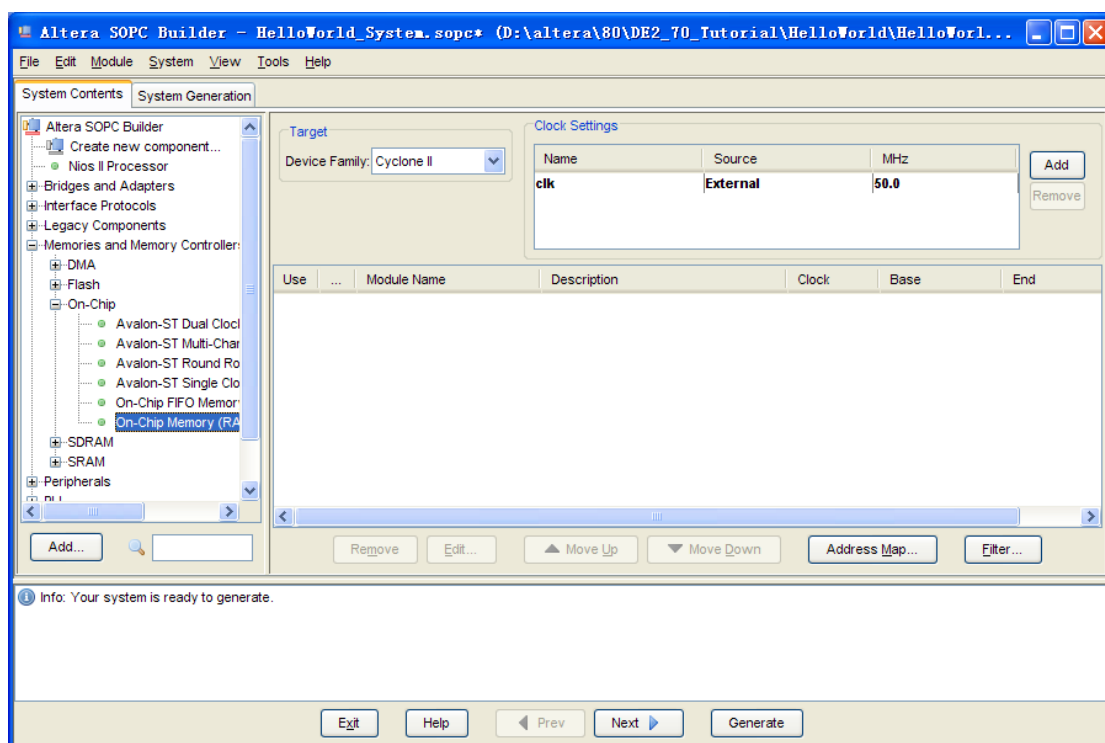 Altera SOPC Builder - HelloWorld_System.sopc* (D:\altera\80\DE2_70_Tutorial\HelloWorld\HelloWorl...
File Edit Module System View Tools Help
System Contents System Generation
Altera SOPC Builder
Create new component...
Nios II Processor
Bridges and Adapters
Interface Protocols
Legacy Components
Memories and Memory Controller
DMA
Flash
On-Chip
Avalon-ST Dual Clocl
Avalon-ST Multi-Char
Avalon-ST Round Ro
Avalon-ST Single Clo
On-Chip FIFO Memor
On-Chip Memory (RA
SDRAM
SRAM
Peripherals
Add...
Target
Device Family: Cyclone II
Clock Settings
Name Source MHz
clk External 50.0
Add
Remove
Use ... Module Name Description Clock Base End
Remove Edit... Move Up Move Down Address Map... Filter...
Info: Your system is ready to generate.
Exit Help Prev Next Generate